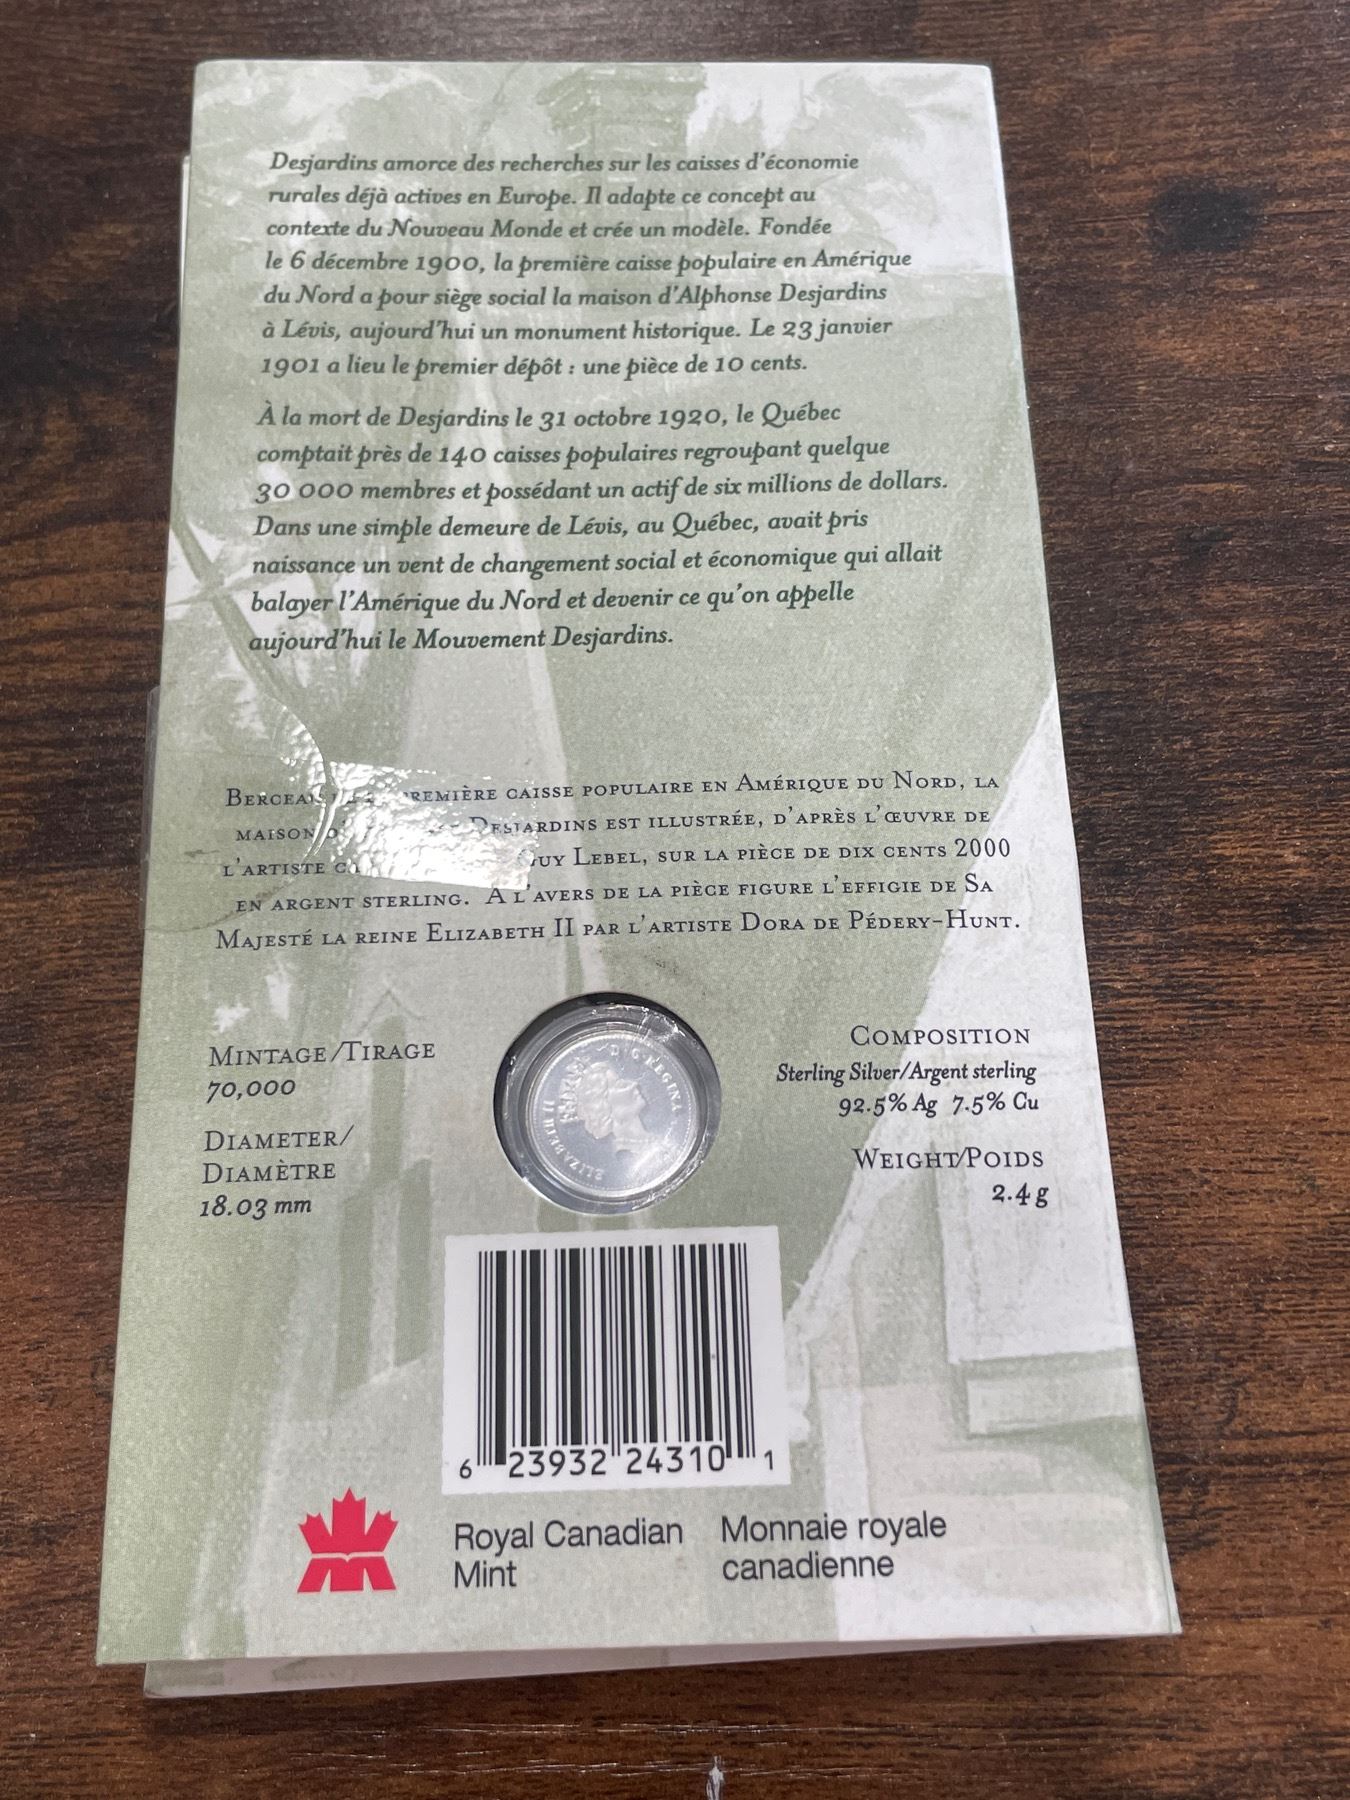 Desjardins amorce des recherches sur les caisses d'économie
rurales déjà actives en Europe. Il adapte ce concept au
contexte du Nouveau Monde et crée un modèle. Fondée
le 6 décembre 1900, la première caisse populaire en Amérique
du Nord a pour siège social la maison d'Alphonse Desjardins
à Lévis, aujourd'hui un monument historique. Le 23 janvier
1901 a lieu le premier dépôt : une pièce de 10 cents.
À la mort de Desjardins le 31 octobre 1920, le Québec
comptait près de 140 caisses populaires regroupant quelque
30 000 membres et possédant un actif de six millions de dollars.
Dans une simple demeure de Lévis, au Québec, avait pris
naissance un vent de changement social et économique qui allait
balayer l'Amérique du Nord et devenir ce qu'on appelle
aujourd'hui le Mouvement Desjardins.
PREMIÈRE CAISSE POPULAIRE EN AMÉRIQUE DU NORD, LA
MAISON DESJARDINS EST ILLUSTRÉE, D'APRÈS L'ŒUVRE DE
L'ARTISTE GUY LEBEL, SUR LA PIÈCE DE DIX CENTS 2000
EN ARGENT STERLING. À L'AVERS DE LA PIÈCE FIGURE L'EFFIGIE DE SA
MAJESTÉ LA REINE ELIZABETH II PAR L'ARTISTE DORA DE PÉDERY-HUNT.
MINTAGE/TIRAGE
70,000
DIAMETER/
DIAMÈTRE
18.03 mm
ELIZABETH II D·G·REGINA
COMPOSITION
Sterling Silver/Argent sterling
92.5% Ag 7.5% Cu
WEIGHT/POIDS
2.4 g
6 23932 24310 1
Royal Canadian
Mint
Monnaie royale
canadienne